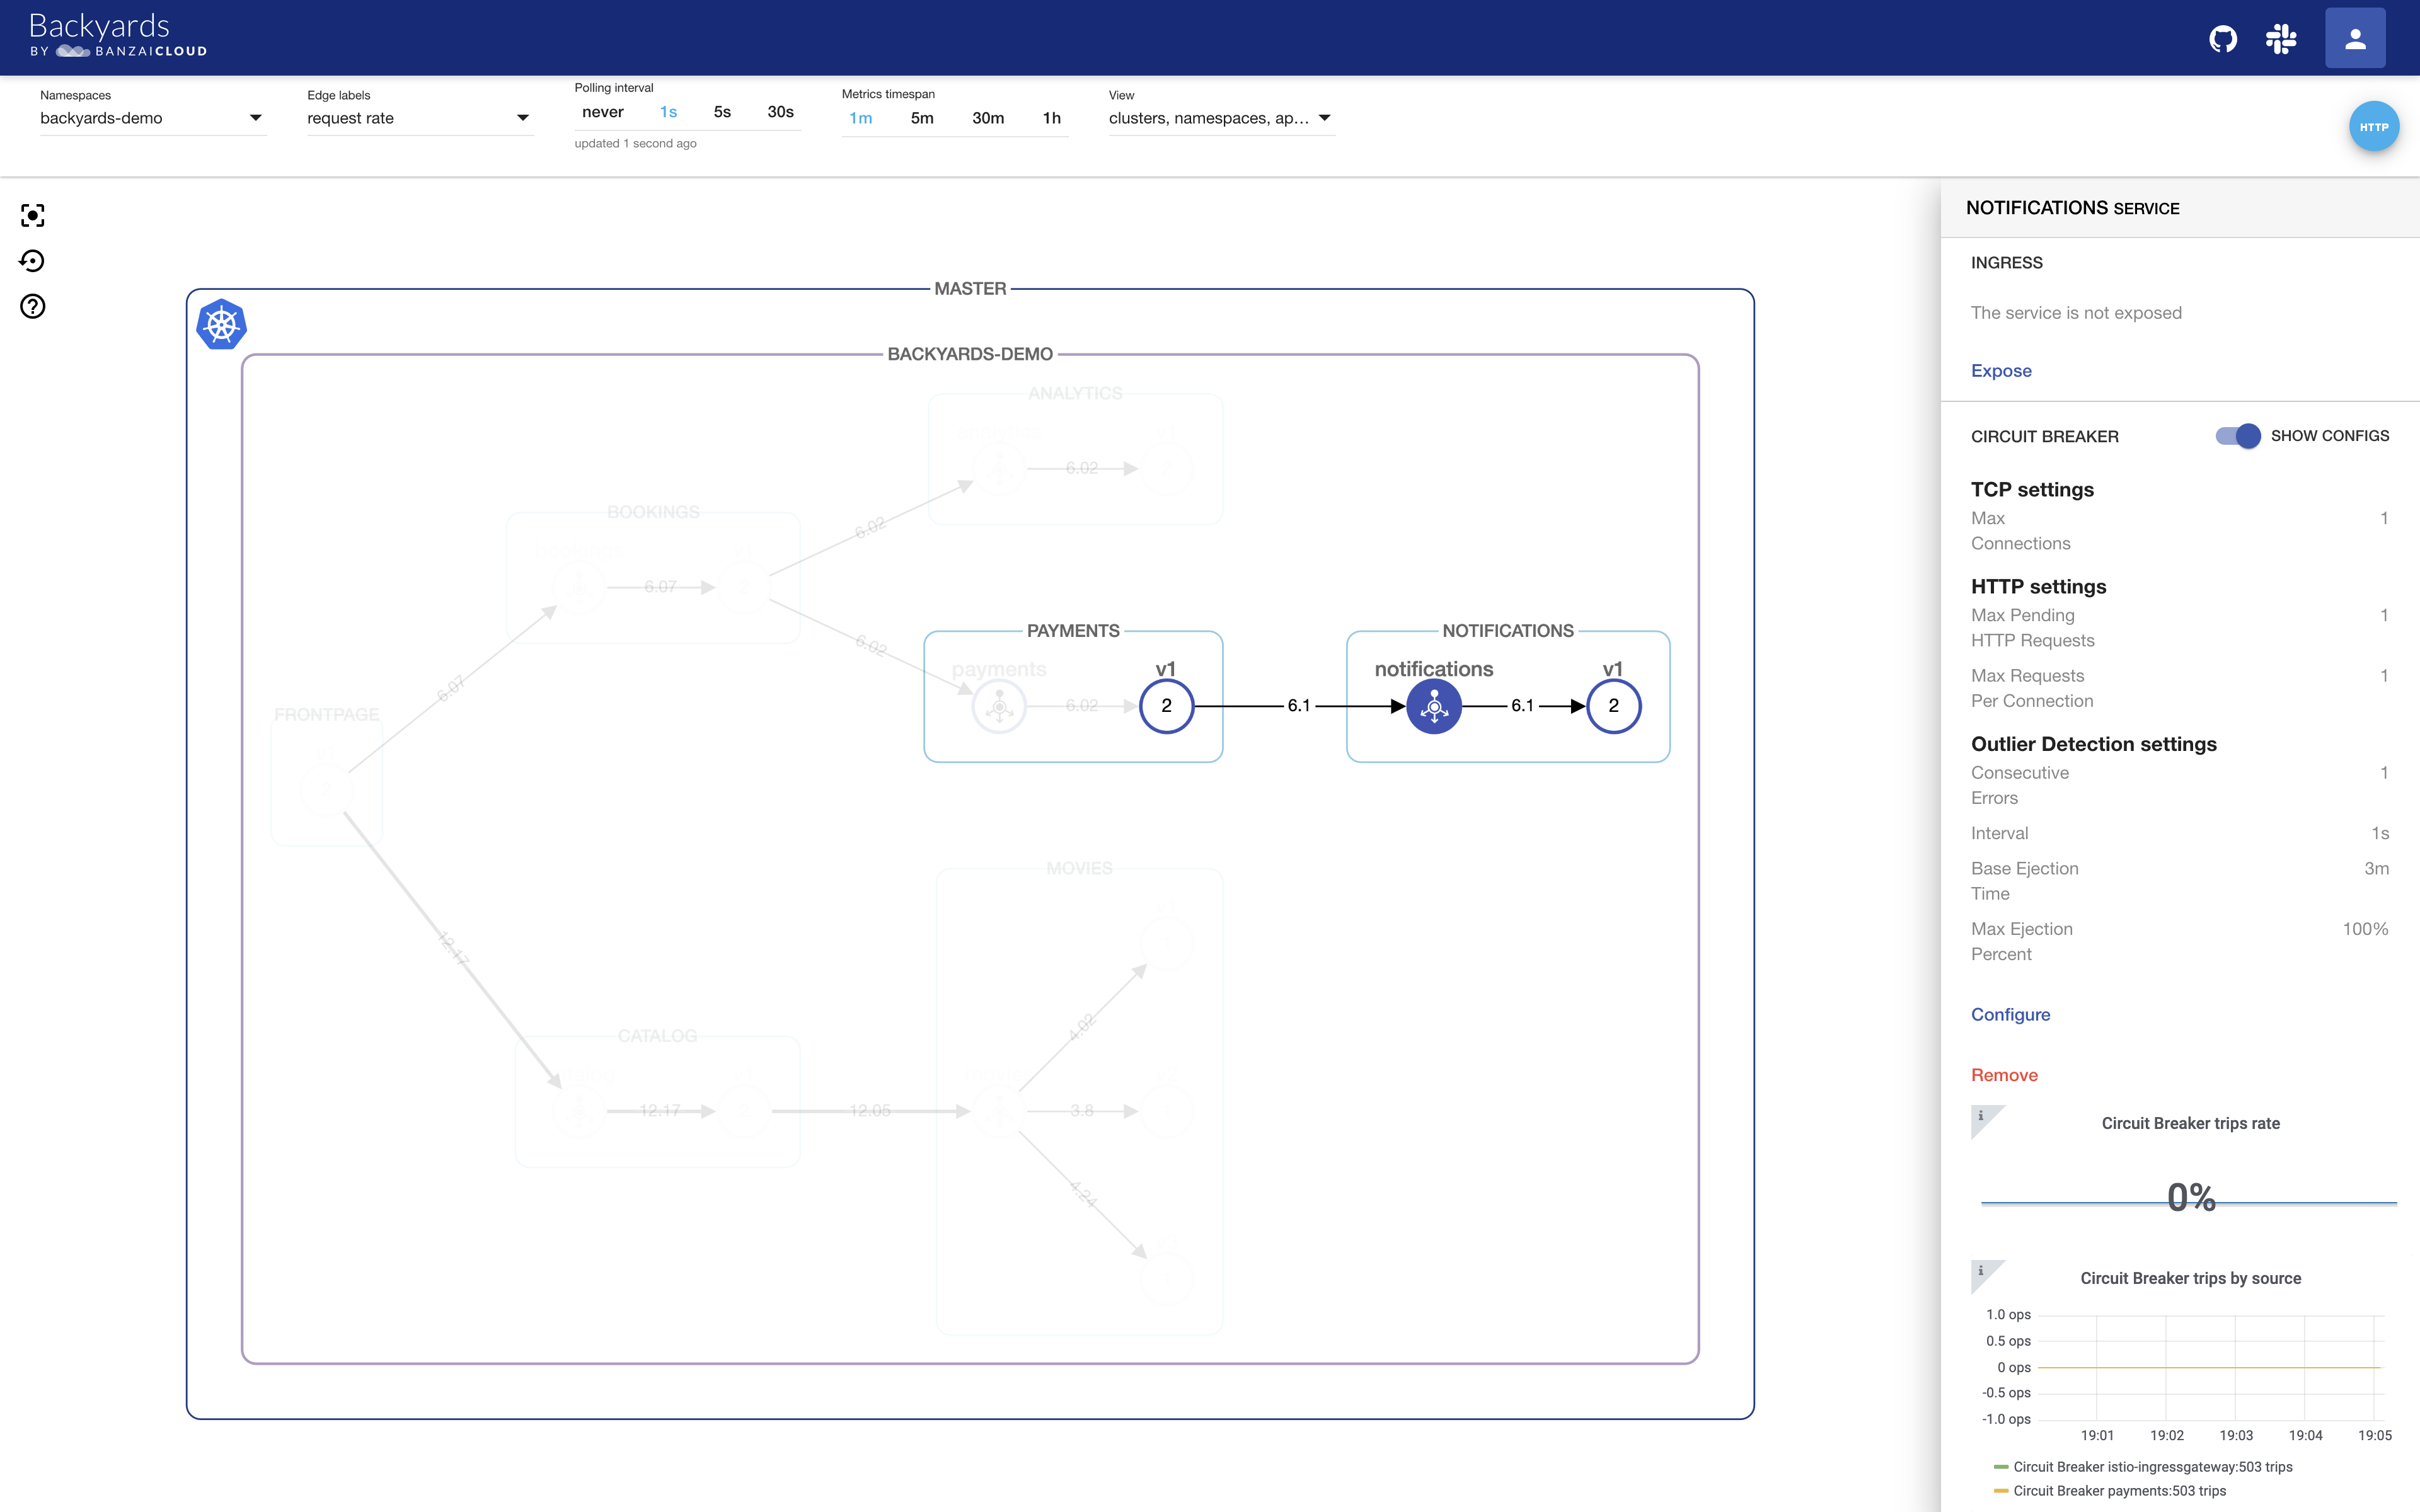 Backyards
BY BANZAICLOUD
Namespaces
backyards-demo
Edge labels
request rate
Polling interval
never 1s 5s 30s
updated 1 second ago
Metrics timespan
1m 5m 30m 1h
View
clusters, namespaces, ap...
HTTP
MASTER
BACKYARDS-DEMO
ANALYTICS
6.02
BOOKINGS
6.02
6.07
6.02
PAYMENTS
NOTIFICATIONS
payments
v1
notifications
v1
6.02
2
6.1
6.1
2
6.07
FRONTPAGE
MOVIES
12.17
4.02
CATALOG
12.17
12.05
3.8
4.24
NOTIFICATIONS SERVICE
INGRESS
The service is not exposed
Expose
CIRCUIT BREAKER
SHOW CONFIGS
TCP settings
Max 1
Connections
HTTP settings
Max Pending 1
HTTP Requests
Max Requests 1
Per Connection
Outlier Detection settings
Consecutive 1
Errors
Interval 1s
Base Ejection 3m
Time
Max Ejection 100%
Percent
Configure
Remove
i
Circuit Breaker trips rate
0%
i
Circuit Breaker trips by source
1.0 ops
0.5 ops
0 ops
-0.5 ops
-1.0 ops
19:01 19:02 19:03 19:04 19:05
Circuit Breaker istio-ingressgateway:503 trips
Circuit Breaker payments:503 trips